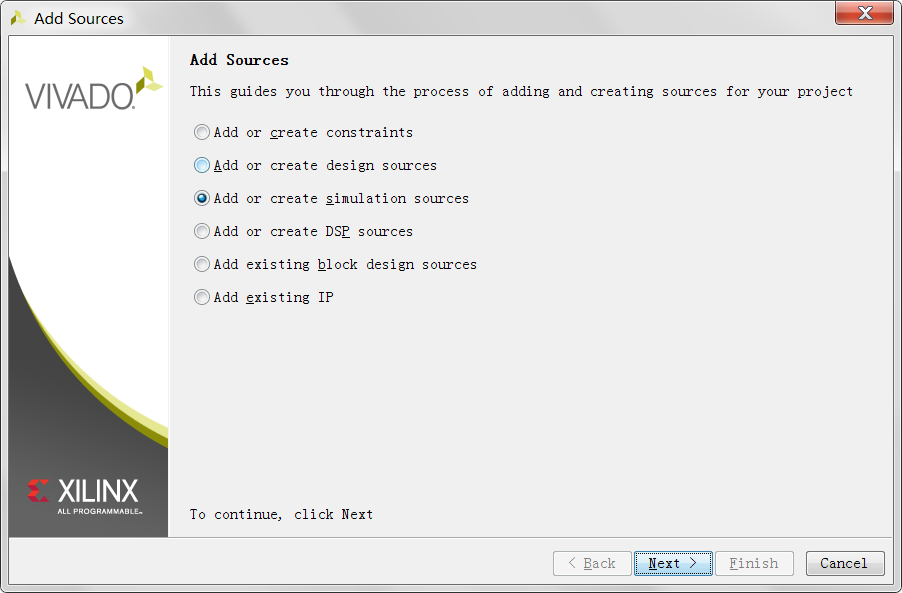 Add Sources
VIVADO.
Add Sources
This guides you through the process of adding and creating sources for your project
Add or create constraints
Add or create design sources
Add or create simulation sources
Add or create DSP sources
Add existing block design sources
Add existing IP
XILINX
ALL PROGRAMMABLE™
To continue, click Next
< Back
Next >
Finish
Cancel